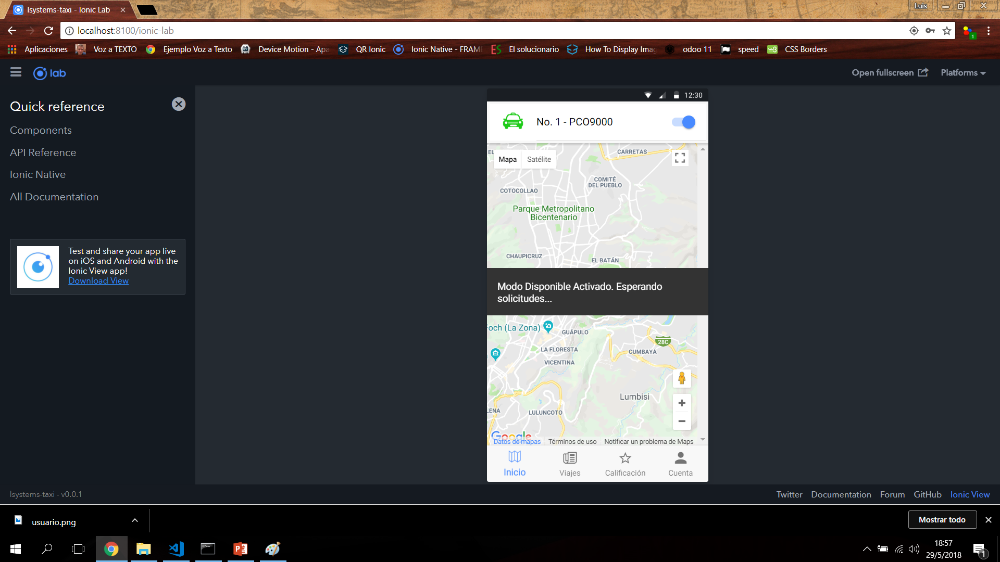 lsystems-taxi - Ionic Lab
Luis
localhost:8100/ionic-lab
1
Aplicaciones
Voz a TEXTO
Ejemplo Voz a Texto
Device Motion - Apa
QR Ionic
Ionic Native - FRAM
El solucionario
How To Display Imag
odoo 11
speed
CSS Borders
lab
Open fullscreen
Platforms
Quick reference
Components
API Reference
Ionic Native
All Documentation
Test and share your app live
on iOS and Android with the
Ionic View app!
Download View
12:30
No. 1 - PCO9000
EL
Mapa
Satélite
CARRETAS
COMITÉ
DEL PUEBLO
COTOCOLLAO
Parque Metropolitano
Bicentenario
CHAUPICRUZ
EL BATÁN
Modo Disponible Activado. Esperando
solicitudes...
Foch (La Zona)
GUÁPULO
28C
LA FLORESTA
CUMBAYÁ
VICENTINA
Lumbisi
LENA
LULUNCOTO
Google
Datos de mapas
Términos de uso
Notificar un problema de Maps
Inicio
Viajes
Calificación
Cuenta
lsystems-taxi - v0.0.1
Twitter
Documentation
Forum
GitHub
Ionic View
usuario.png
Mostrar todo
18:57
29/5/2018
1